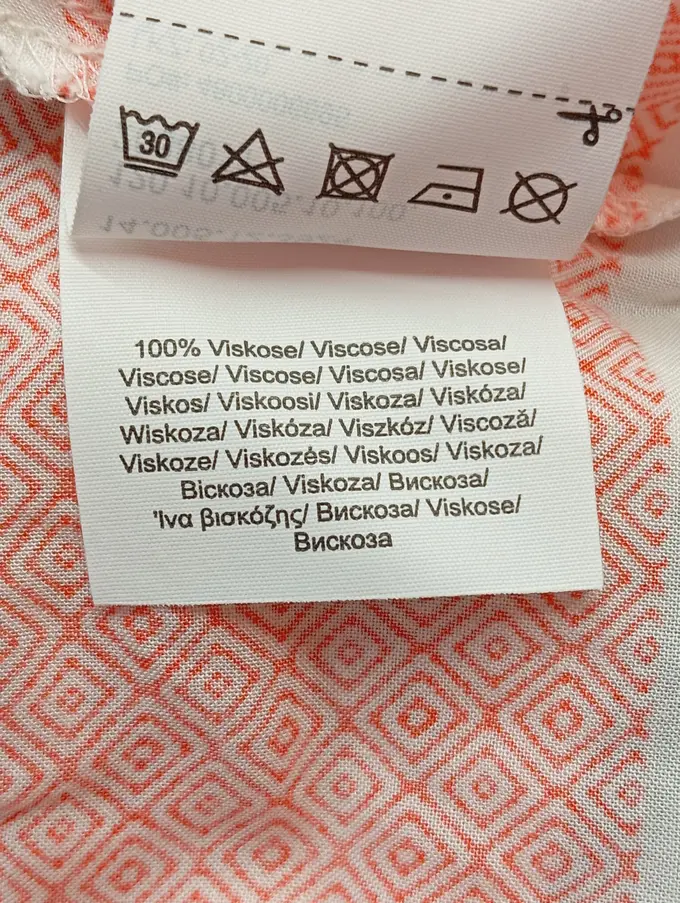 30
100% Viskose/ Viscose/ Viscosa/
Viscose/ Viscose/ Viscosa/ Viskose/
Viskos/ Viskoosi/ Viskoza/ Viskóza/
Wiskoza/ Viskóza/ Viszkóz/ Viscoză/
Viskoze/ Viskozės/ Viskoos/ Viskoza/
Віскоза/ Viskoza/ Вискоза/
Ίνα βισκόζης/ Вискоза/ Viskose/
Вискоза